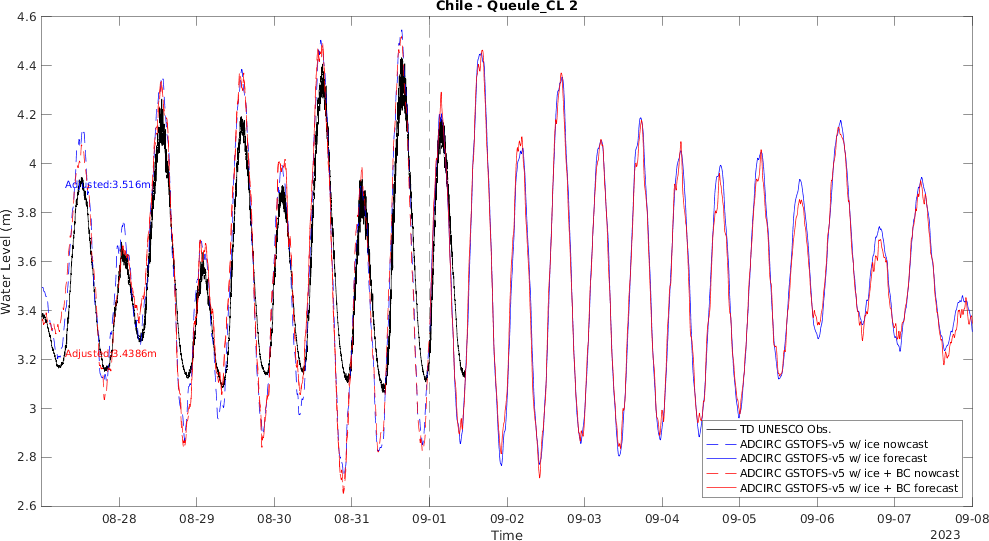 Chile - Queule_CL 2
4.6
4.4
4.2
4
3.8
3.6
3.4
3.2
3
2.8
2.6
Water Level (m)
Adjusted:3.516m
Adjusted:3.4386m
TD UNESCO Obs.
ADCIRC GSTOFS-v5 w/ ice nowcast
ADCIRC GSTOFS-v5 w/ ice forecast
ADCIRC GSTOFS-v5 w/ ice + BC nowcast
ADCIRC GSTOFS-v5 w/ ice + BC forecast
08-28 08-29 08-30 08-31 09-01 09-02 09-03 09-04 09-05 09-06 09-07 09-08
Time
2023